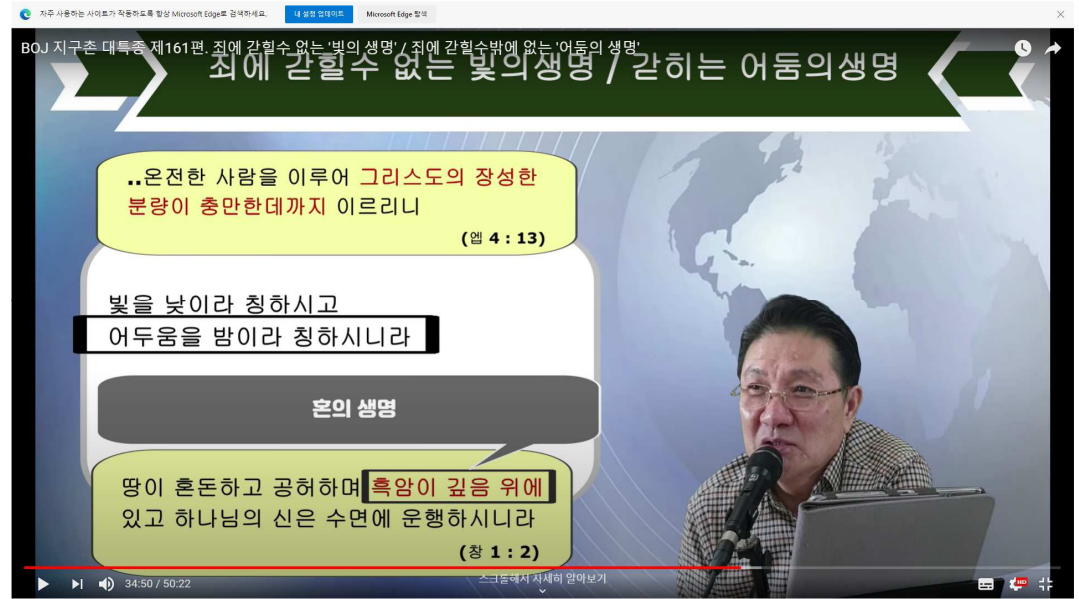 자주 사용하는 사이트가 작동하도록 항상 Microsoft Edge로 검색하세요.
내 설정 업데이트
Microsoft Edge 탐색
BOJ 지구촌 대특종 제161편. 죄에 갇힐수 없는 '빛의 생명' / 죄에 갇힐수밖에 없는 '어둠의 생명'
죄에 갇힐수 없는 빛의생명 / 갇히는 어둠의생명
..온전한 사람을 이루어 그리스도의 장성한
분량이 충만한데까지 이르리니
(엡 4 : 13)
빛을 낮이라 칭하시고
어두움을 밤이라 칭하시니라
혼의 생명
땅이 혼돈하고 공허하며 흑암이 깊음 위에
있고 하나님의 신은 수면에 운행하시니라
(창 1 : 2)
34:50 / 50:22
스크롤해서 자세히 알아보기
HD